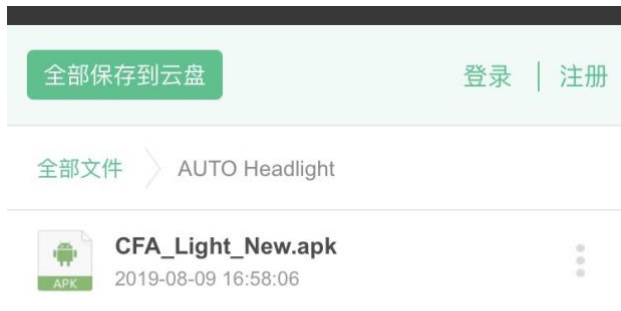 全部保存到云盘 登录 | 注册
全部文件 AUTO Headlight
CFA_Light_New.apk
APK 2019-08-09 16:58:06